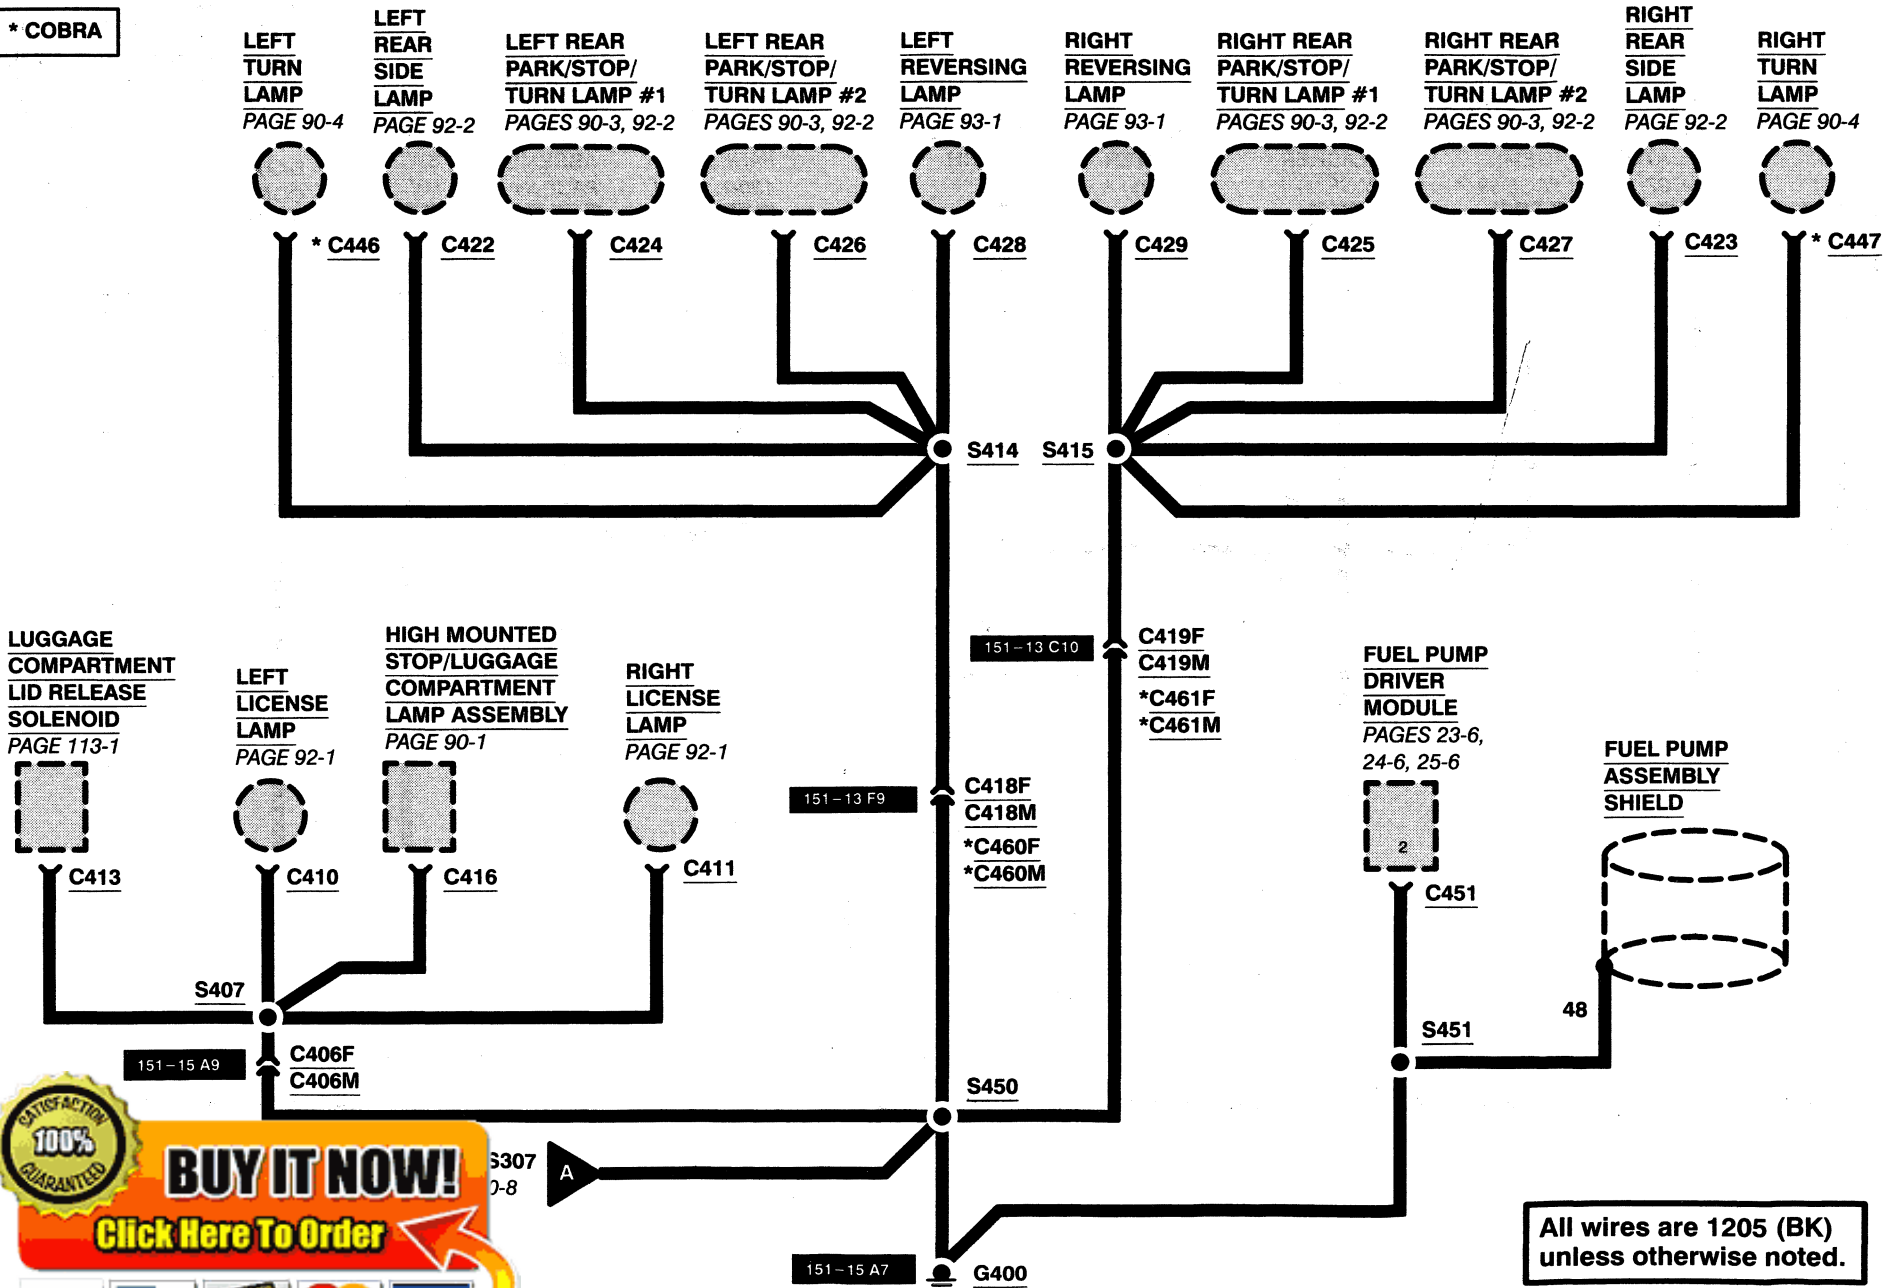 * COBRA
LEFT
TURN
LAMP
PAGE 90-4
LEFT
REAR
SIDE
LAMP
PAGE 92-2
LEFT REAR
PARK/STOP/
TURN LAMP #1
PAGES 90-3, 92-2
LEFT REAR
PARK/STOP/
TURN LAMP #2
PAGES 90-3, 92-2
LEFT
REVERSING
LAMP
PAGE 93-1
RIGHT
REVERSING
LAMP
PAGE 93-1
RIGHT REAR
PARK/STOP/
TURN LAMP #1
PAGES 90-3, 92-2
RIGHT REAR
PARK/STOP/
TURN LAMP #2
PAGES 90-3, 92-2
RIGHT
REAR
SIDE
LAMP
PAGE 92-2
RIGHT
TURN
LAMP
PAGE 90-4
* C446
C422
C424
C426
C428
C429
C425
C427
C423
* C447
S414
S415
LUGGAGE
COMPARTMENT
LID RELEASE
SOLENOID
PAGE 113-1
LEFT
LICENSE
LAMP
PAGE 92-1
HIGH MOUNTED
STOP/LUGGAGE
COMPARTMENT
LAMP ASSEMBLY
PAGE 90-1
RIGHT
LICENSE
LAMP
PAGE 92-1
151-13 C10
C419F
C419M
*C461F
*C461M
FUEL PUMP
DRIVER
MODULE
PAGES 23-6,
24-6, 25-6
FUEL PUMP
ASSEMBLY
SHIELD
151-13 F9
C418F
C418M
*C460F
*C460M
2
C413
C410
C416
C411
C451
S407
48
S451
151-15 A9
C406F
C406M
S450
SATISFACTION
100%
GUARANTEED
BUY IT NOW!
Click Here To Order
S307
0-8
A
151-15 A7
G400
All wires are 1205 (BK)
unless otherwise noted.